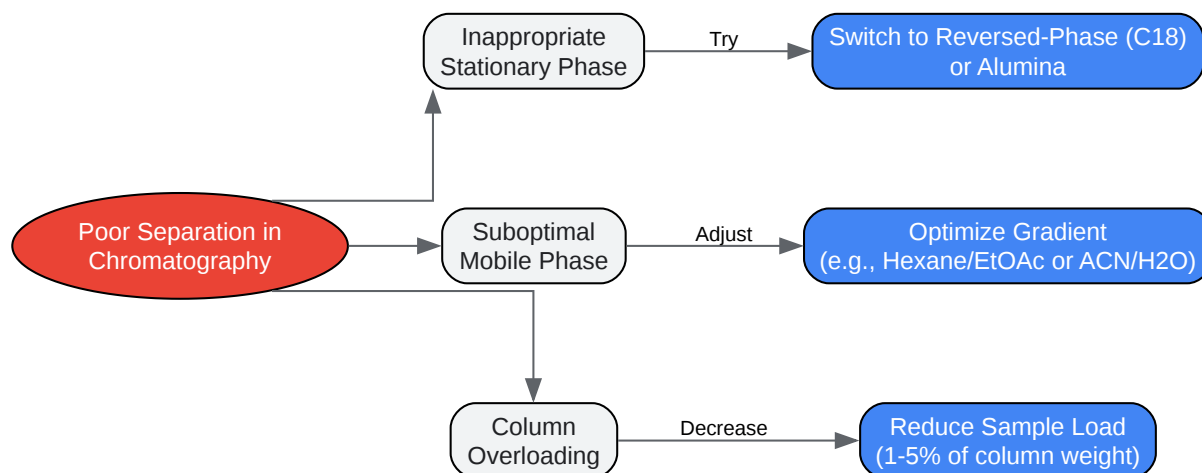 Inappropriate
Stationary Phase
Try
Switch to Reversed-Phase (C18)
or Alumina
Poor Separation in
Chromatography
Suboptimal
Mobile Phase
Adjust
Optimize Gradient
(e.g., Hexane/EtOAc or ACN/H2O)
Column
Overloading
Decrease
Reduce Sample Load
(1-5% of column weight)